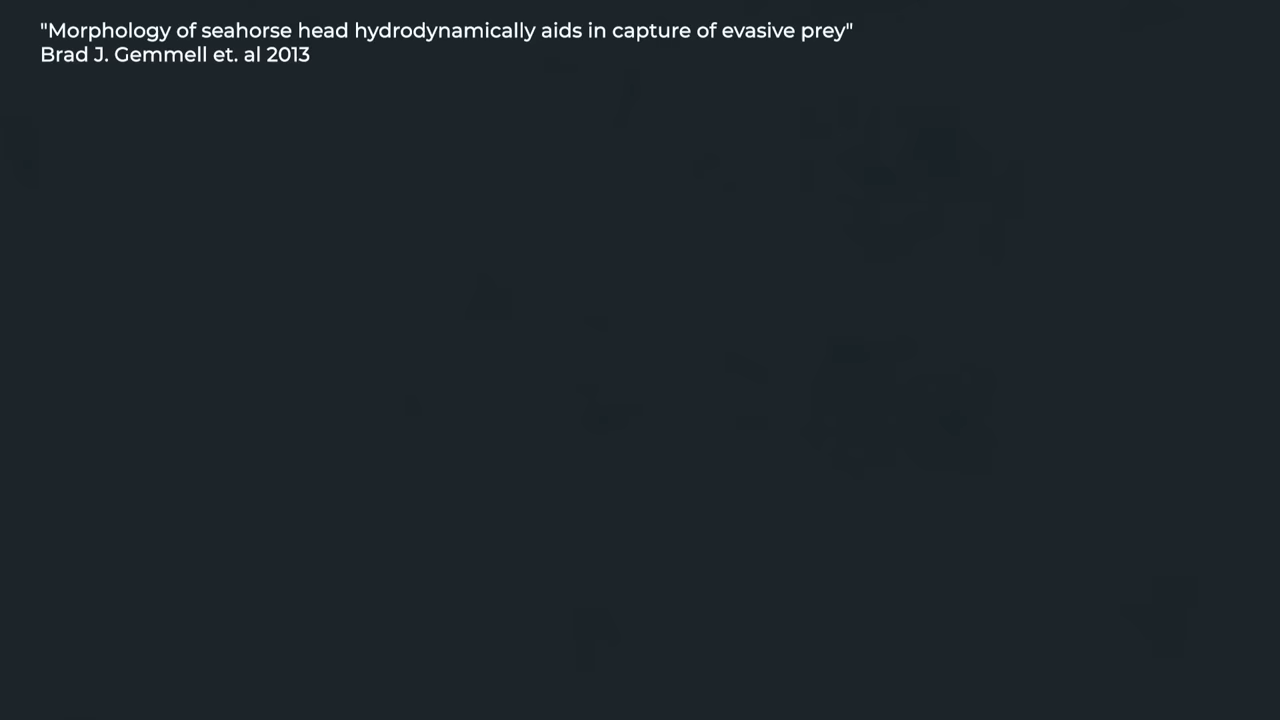 "Morphology of seahorse head hydrodynamically aids in capture of evasive prey"
Brad J. Gemmell et. al 2013